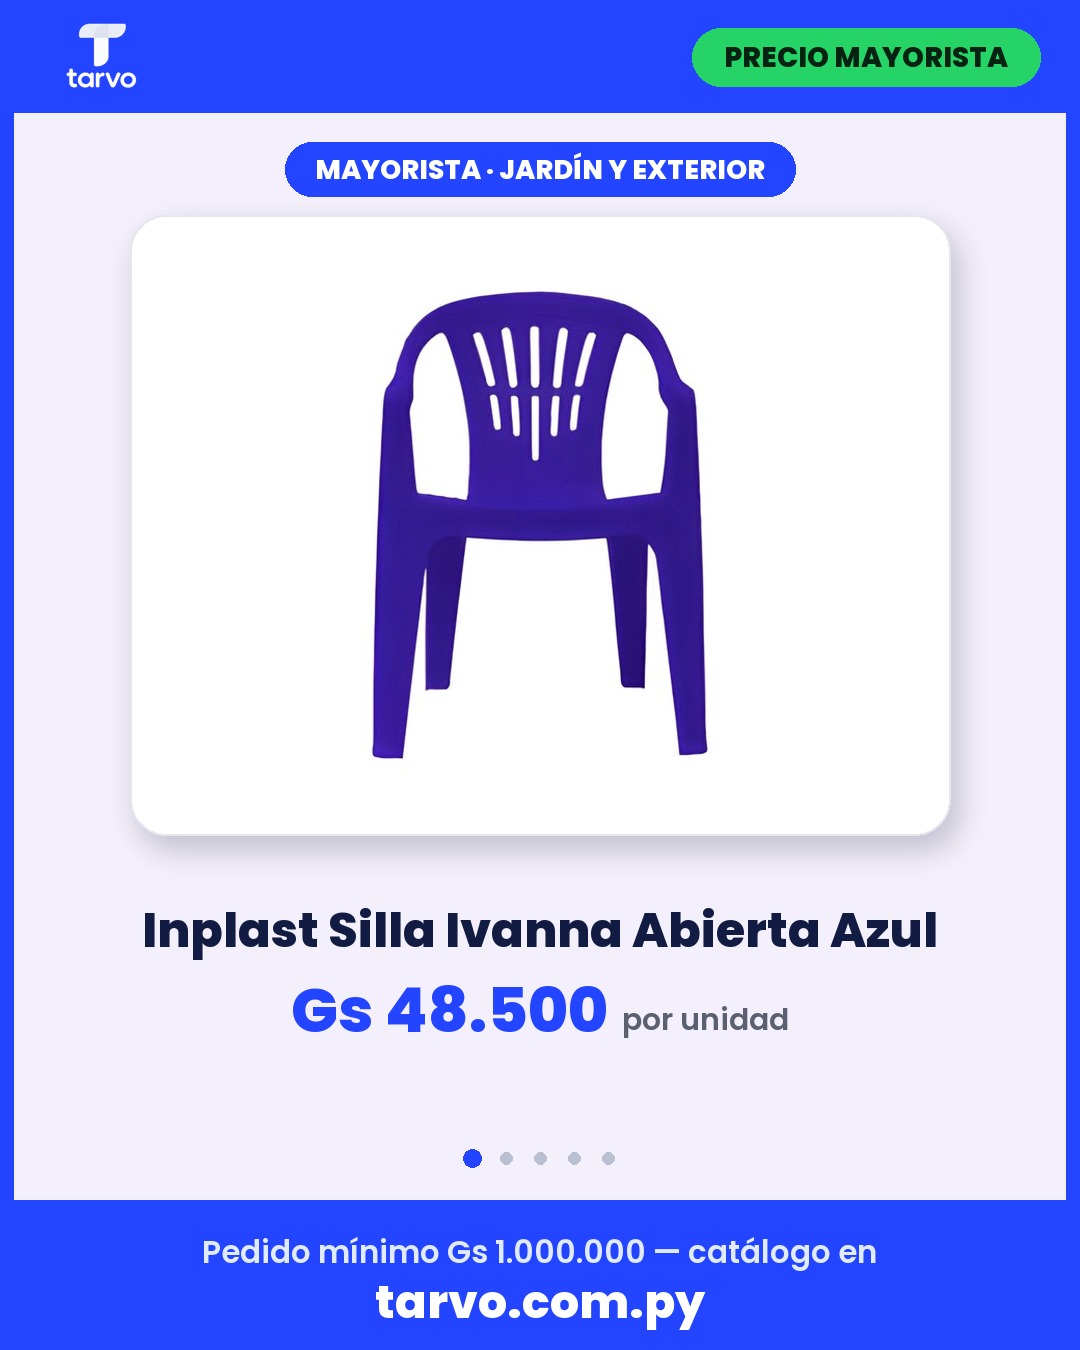 tarvo
PRECIO MAYORISTA
MAYORISTA · JARDÍN Y EXTERIOR
Inplast Silla Ivanna Abierta Azul
Gs 48.500 por unidad
Pedido mínimo Gs 1.000.000 — catálogo en
tarvo.com.py